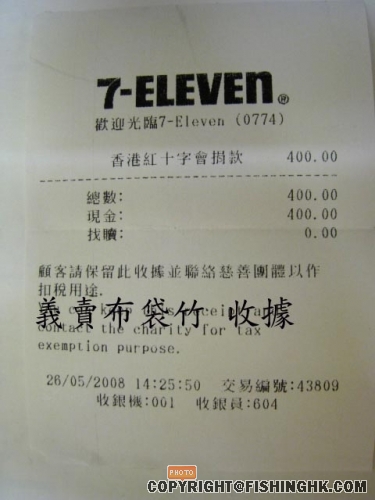 7-ELEVEn®
歡迎光臨7-Eleven (0774)
香港紅十字會捐款 400.00
總數: 400.00
現金: 400.00
找贖: 0.00
顧客請保留此收據並聯絡慈善團體以作
扣稅用途.
義賣布袋竹 收據
contact the charity for tax
exemption purpose.
26/05/2008 14:25:50 交易編號:43809
收銀機:001 收銀員:604
PHOTO
COPYRIGHT@FISHINGHK.COM